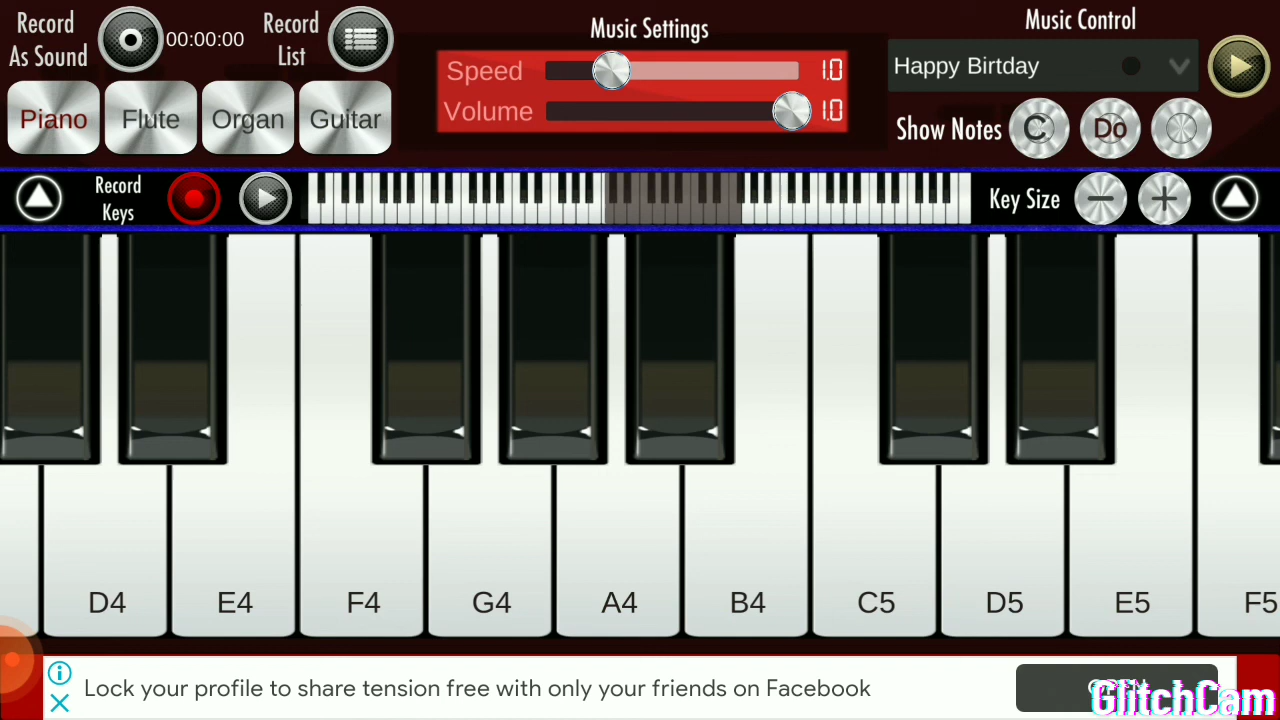 Record
As Sound
00:00:00
Record
List
Music Settings
Speed
1.0
Volume
1.0
Music Control
Happy Birtday
Show Notes
C
Do
Piano
Flute
Organ
Guitar
Record
Keys
Key Size
D4
E4
F4
G4
A4
B4
C5
D5
E5
F5
Lock your profile to share tension free with only your friends on Facebook
GlitchCam